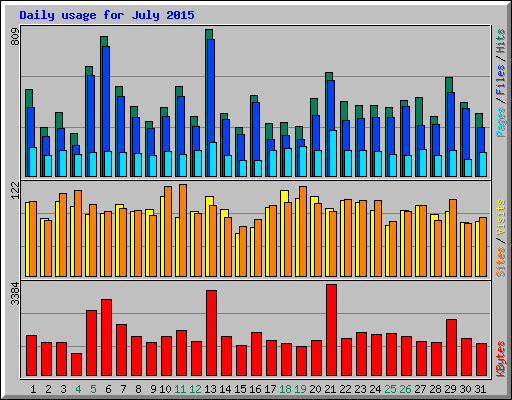 Daily usage for July 2015
809
Pages / Files / Hits
122
Sites / Visits
3384
KBytes
1 2 3 4 5 6 7 8 9 10 11 12 13 14 15 16 17 18 19 20 21 22 23 24 25 26 27 28 29 30 31